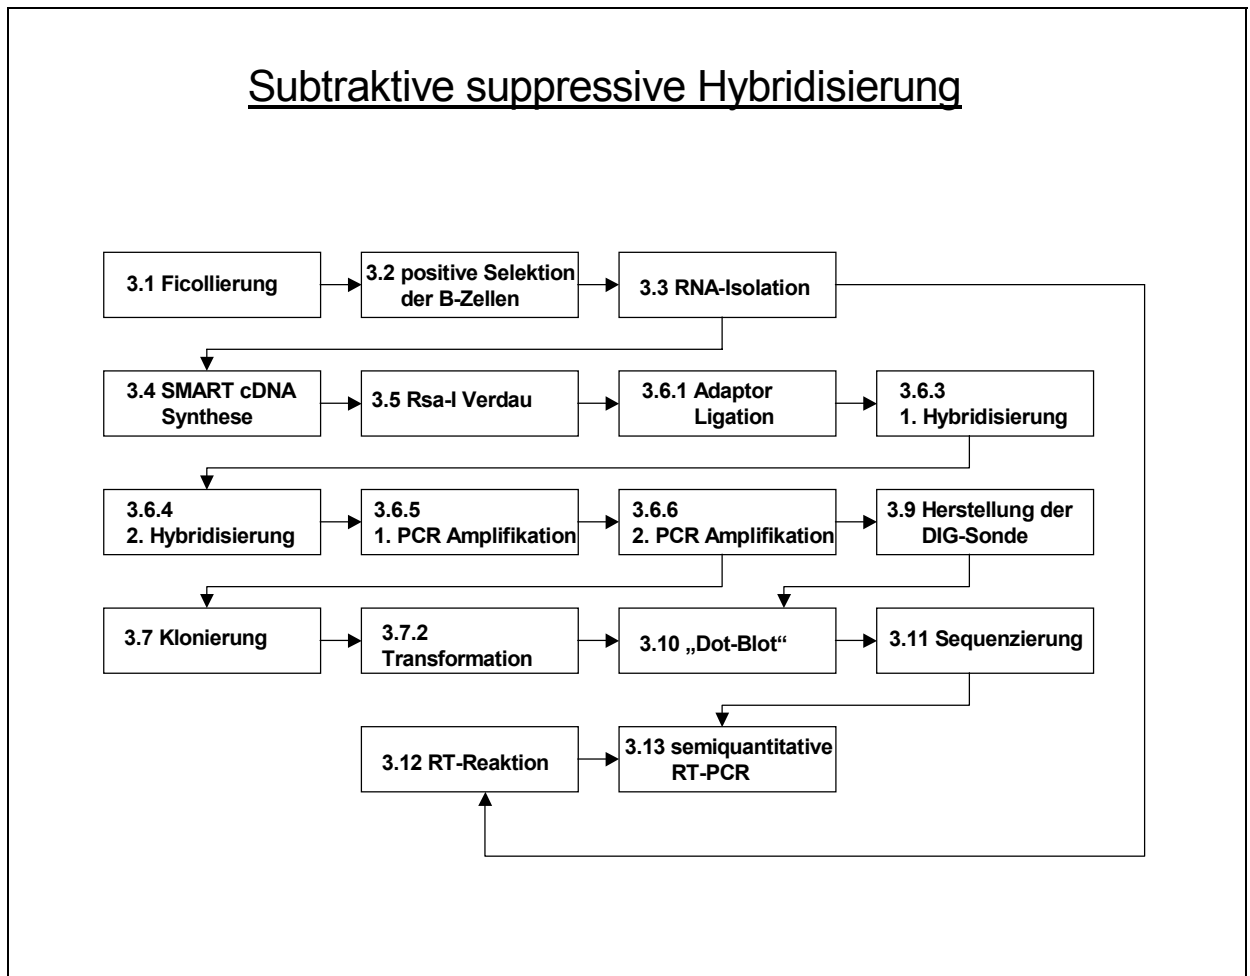 Subtraktive suppressive Hybridisierung
3.1 Ficollierung
3.2 positive Selektion
der B-Zellen
3.3 RNA-Isolation
3.4 SMART cDNA
Synthese
3.5 Rsa-I Verdau
3.6.1 Adaptor
Ligation
3.6.3
1. Hybridisierung
3.6.4
2. Hybridisierung
3.6.5
1. PCR Amplifikation
3.6.6
2. PCR Amplifikation
3.9 Herstellung der
DIG-Sonde
3.7 Klonierung
3.7.2
Transformation
3.10 „Dot-Blot“
3.11 Sequenzierung
3.12 RT-Reaktion
3.13 semiquantitative
RT-PCR